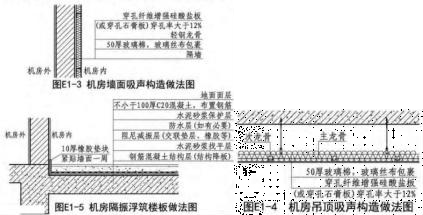 穿孔纤维增强硅酸盐板
(或穿孔石膏板)穿孔率大于12%
轻钢龙骨
50厚玻璃棉，玻璃丝布包裹
隔墙
机房外
机房内
图E1-3 机房墙面吸声构造做法图
地面面层
不小于100厚C20混凝土，布置钢筋
水泥砂浆保护层
防水层(如有必要)
阻尼减振层(交联垫层、橡胶等)
水泥砂浆找平层
钢筋混凝土结构层(结构降板)
机房外
机房内
10厚橡胶垫块
紧贴墙面一周
图E1-5 机房隔振浮筑楼板做法图
次龙骨
主龙骨
50厚玻璃棉，玻璃丝布包裹
穿孔纤维增强硅酸盐板
(或穿孔石膏板)穿孔率大于12%
图E1-4 机房吊顶吸声构造做法图